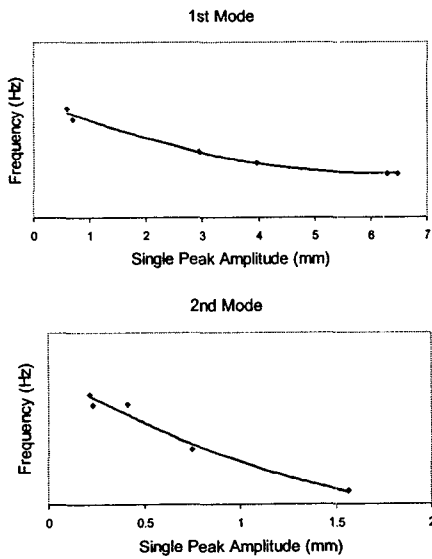 1st Mode
Frequency (Hz)
0 1 2 3 4 5 6 7
Single Peak Amplitude (mm)
2nd Mode
Frequency (Hz)
0 0.5 1 1.5 2
Single Peak Amplitude (mm)